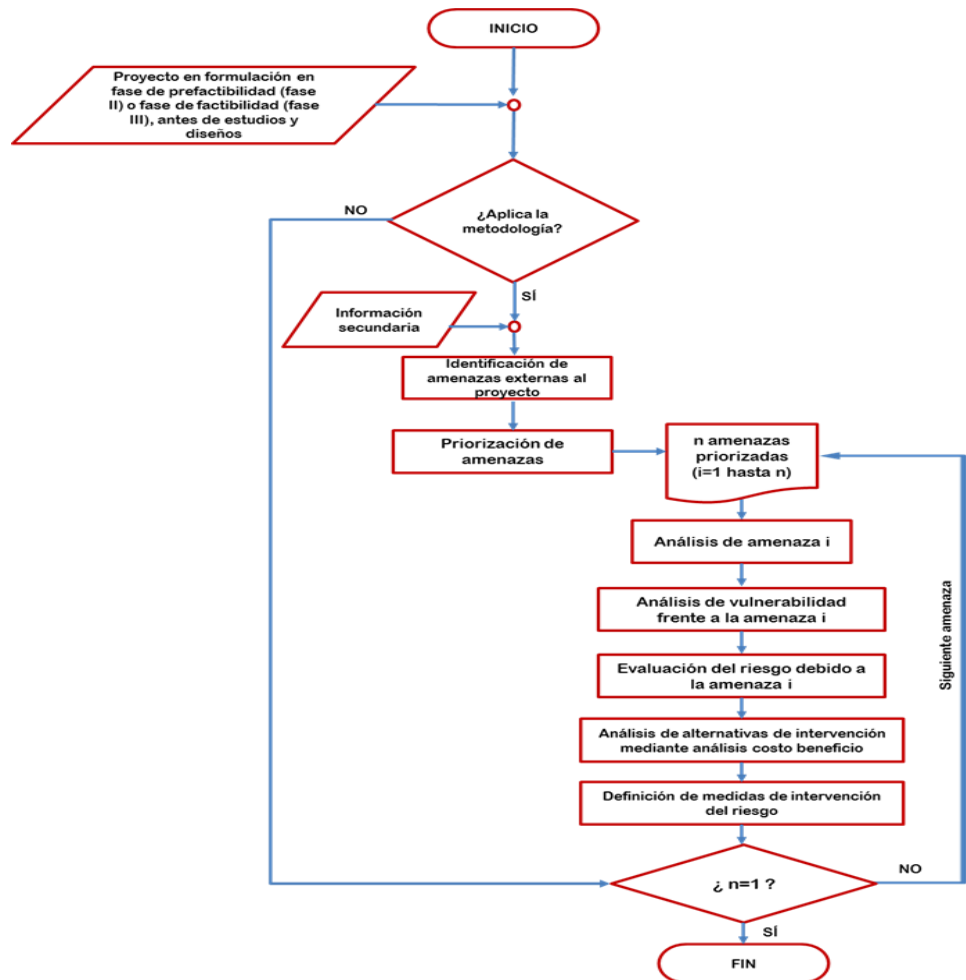 INICIO
Proyecto en formulación en
fase de prefactibilidad (fase
II) o fase de factibilidad (fase
III), antes de estudios y
diseños
NO
¿Aplica la
metodología?
SÍ
Información
secundaria
Identificación de
amenazas externas al
proyecto
Priorización de
amenazas
n amenazas
priorizadas
(i=1 hasta n)
Análisis de amenaza i
Análisis de vulnerabilidad
frente a la amenaza i
Evaluación del riesgo debido a
la amenaza i
Siguiente amenaza
Análisis de alternativas de intervención
mediante análisis costo beneficio
Definición de medidas de intervención
del riesgo
¿ n=1 ?
NO
SÍ
FIN